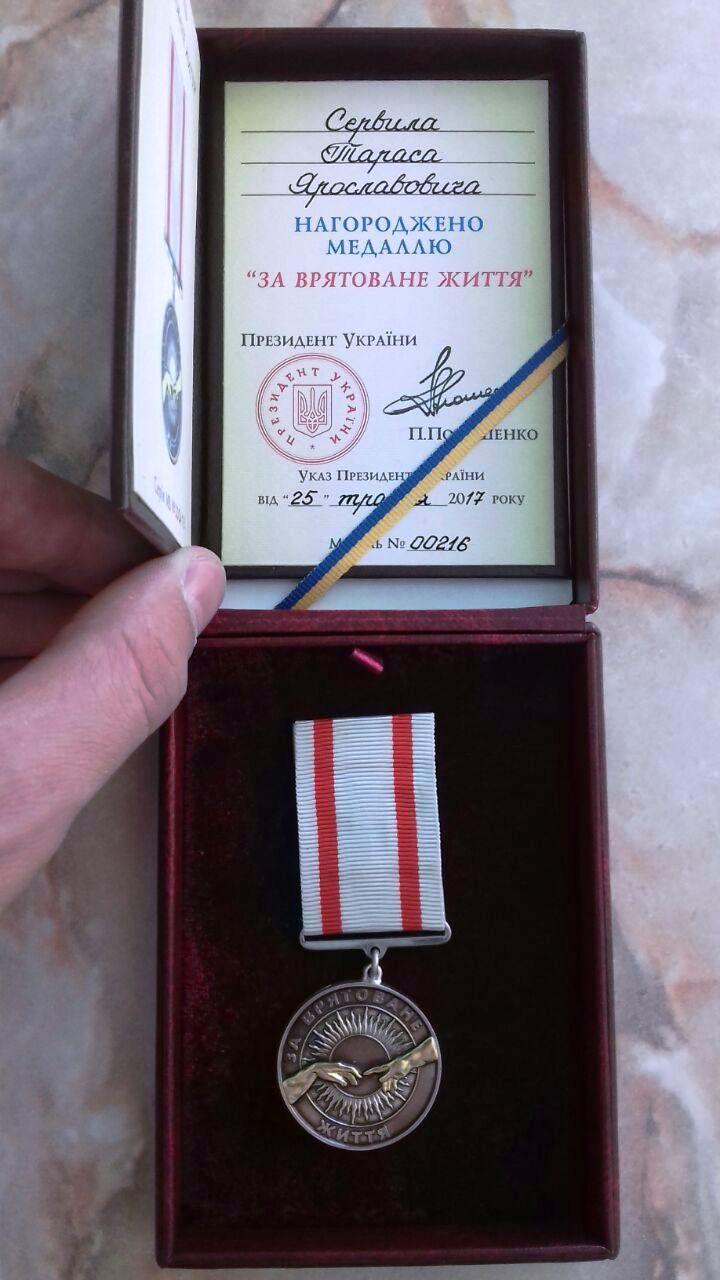 Сервила
Тараса
Ярославовича
НАГОРОДЖЕНО
МЕДАЛЛЮ
"ЗА ВРЯТОВАНЕ ЖИТТЯ"
ПРЕЗИДЕНТ УКРАЇНИ
ПРЕЗИДЕНТ УКРАЇНИ
УКАЗ
ВІД "25" 2017 РОКУ
№ 00216
ЗА ВРЯТОВАНЕ
ЖИТТЯ